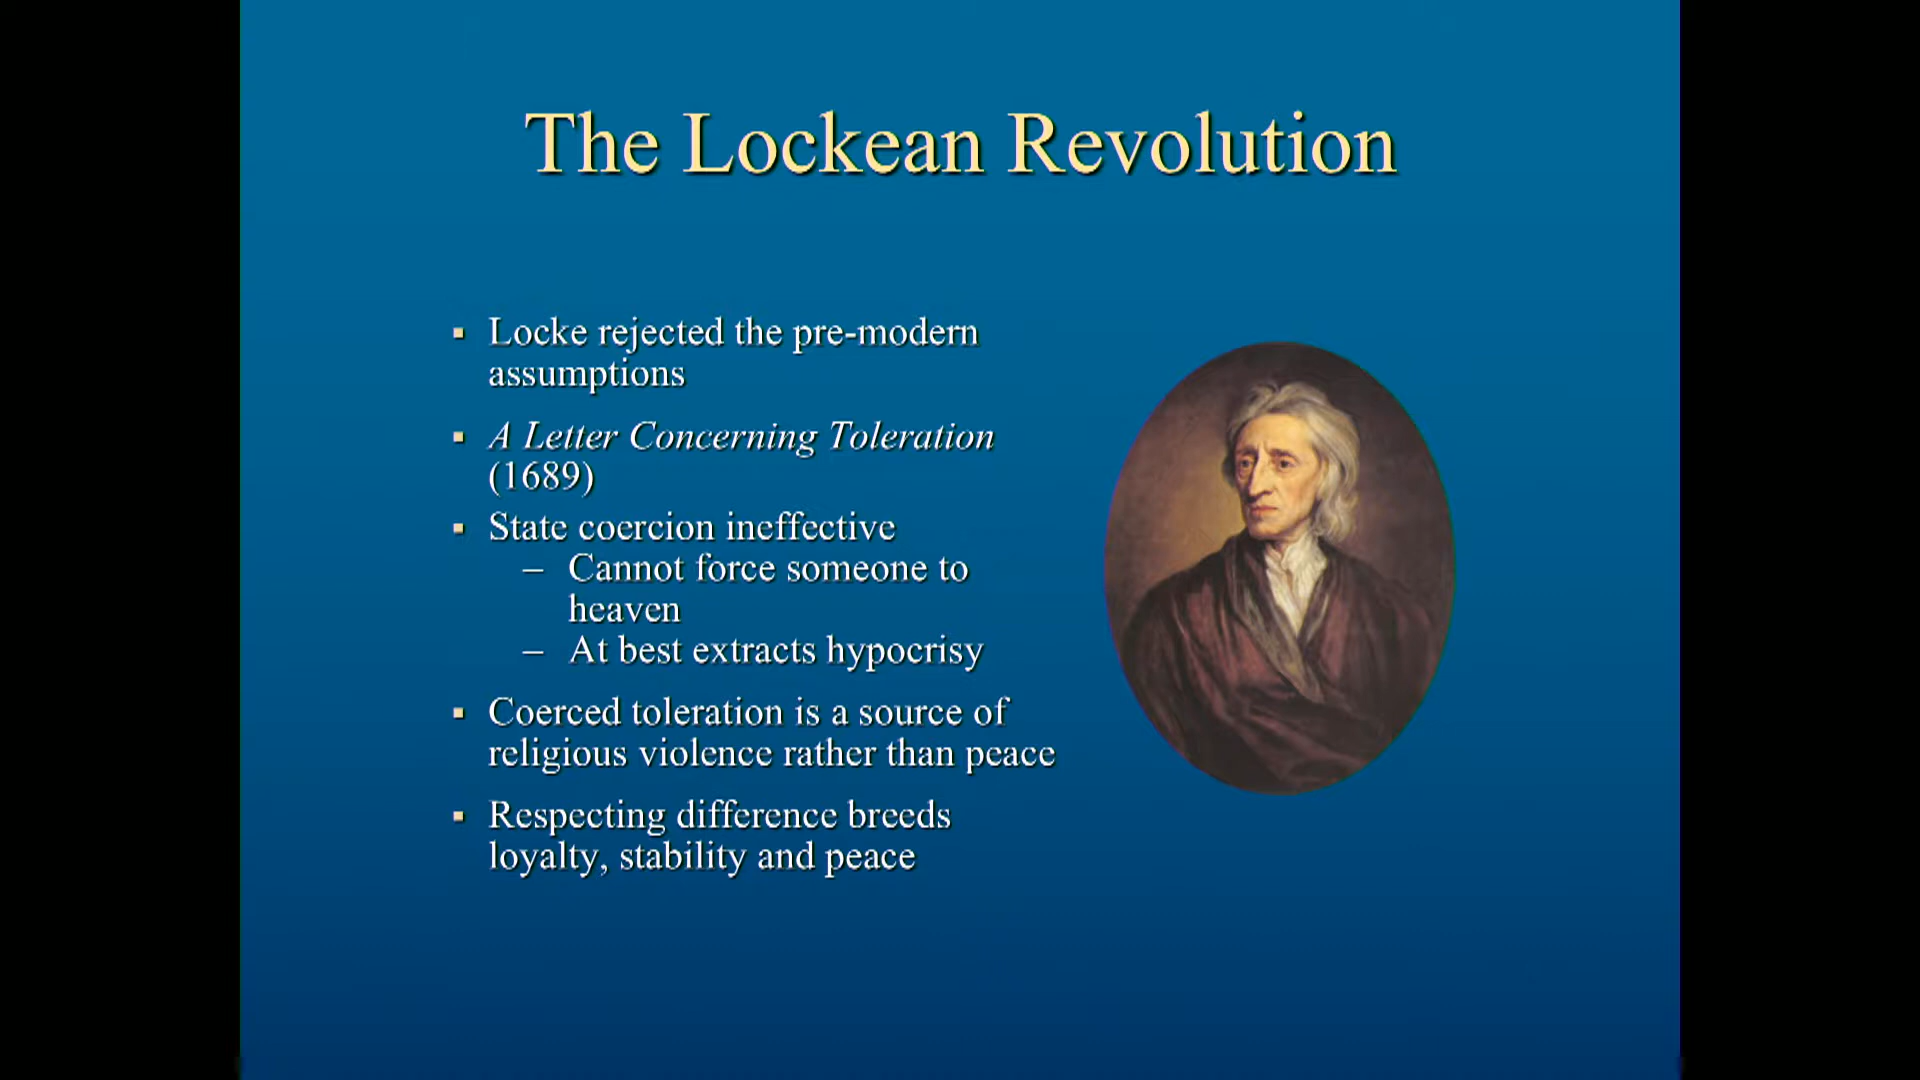 The Lockean Revolution
▪ Locke rejected the pre-modern
assumptions
▪ A Letter Concerning Toleration
(1689)
▪ State coercion ineffective
– Cannot force someone to
heaven
– At best extracts hypocrisy
▪ Coerced toleration is a source of
religious violence rather than peace
▪ Respecting difference breeds
loyalty, stability and peace